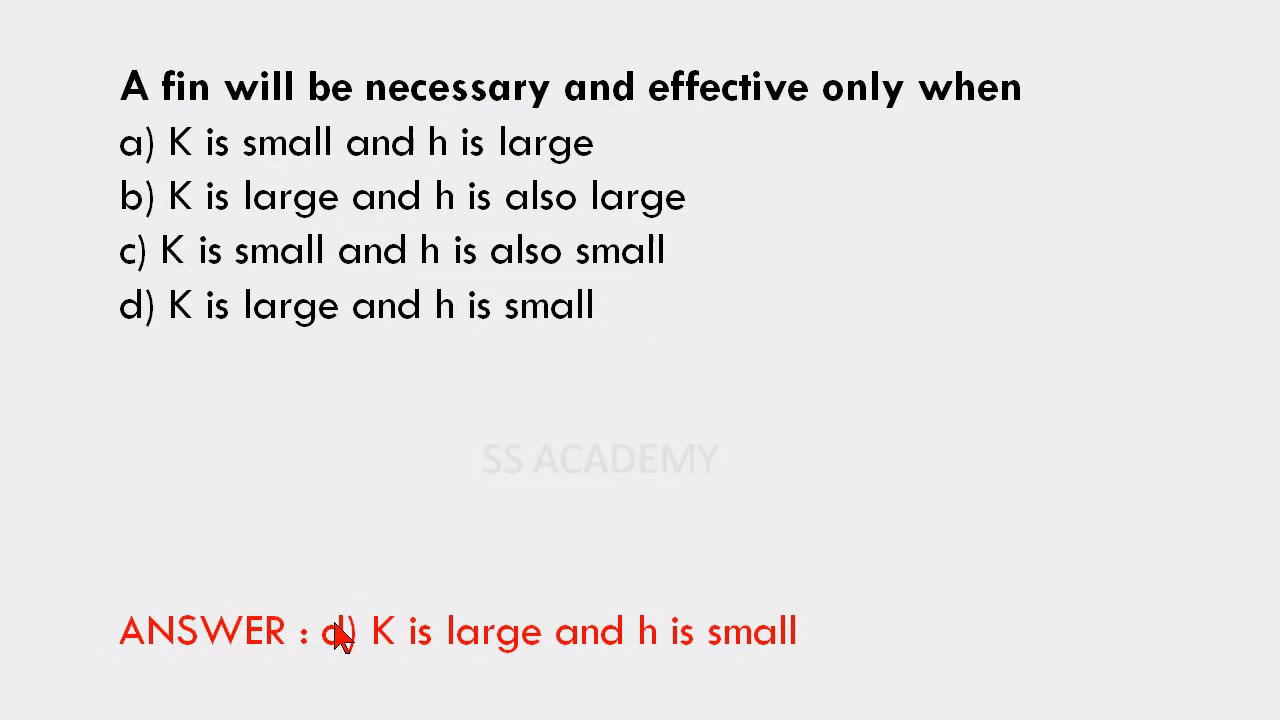 A fin will be necessary and effective only when
a) K is small and h is large
b) K is large and h is also large
c) K is small and h is also small
d) K is large and h is small
SS ACADEMY
ANSWER : d) K is large and h is small